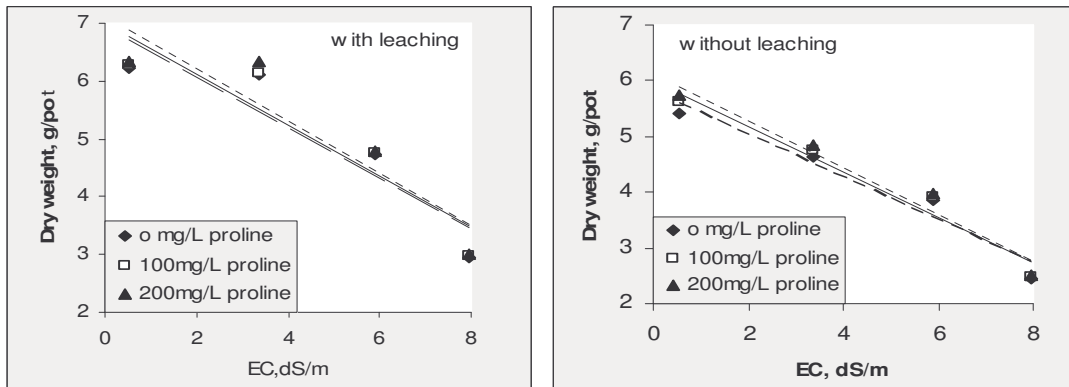 with leaching
Dry weight, g/pot
7
6
5
4
3
2
o mg/L proline
100mg/L proline
200mg/L proline
0 2 4 6 8
EC,dS/m
without leaching
Dry weight, g/pot
7
6
5
4
3
2
o mg/L proline
100mg/L proline
200mg/L proline
0 2 4 6 8
EC, dS/m